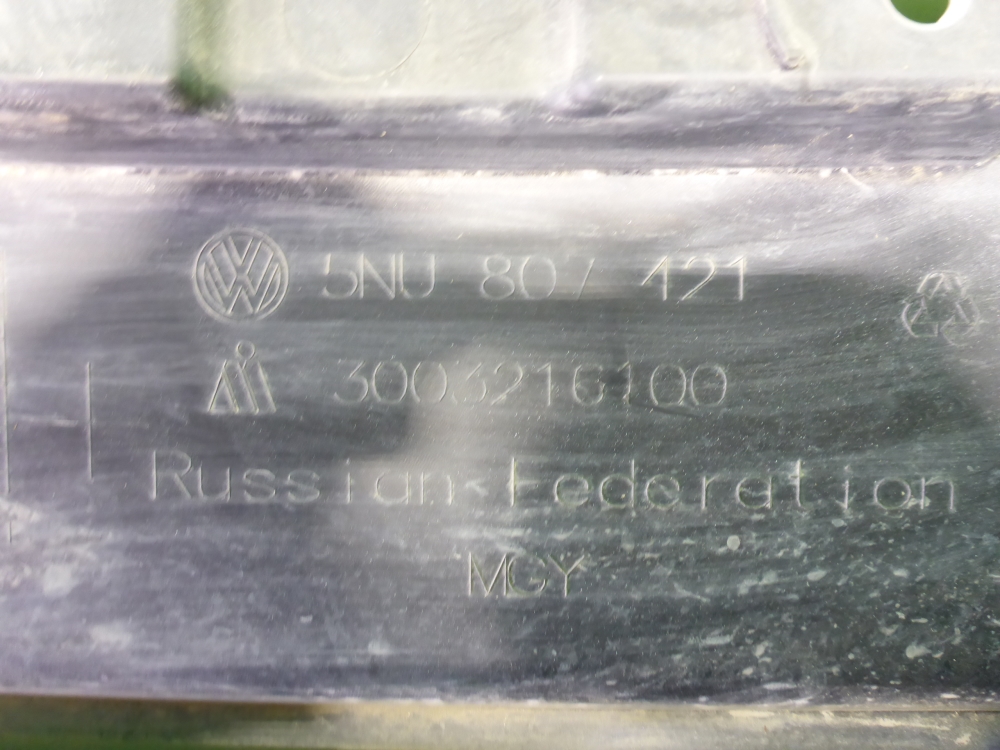 5NU 807 421
3003216100
Russian Federation
MGY